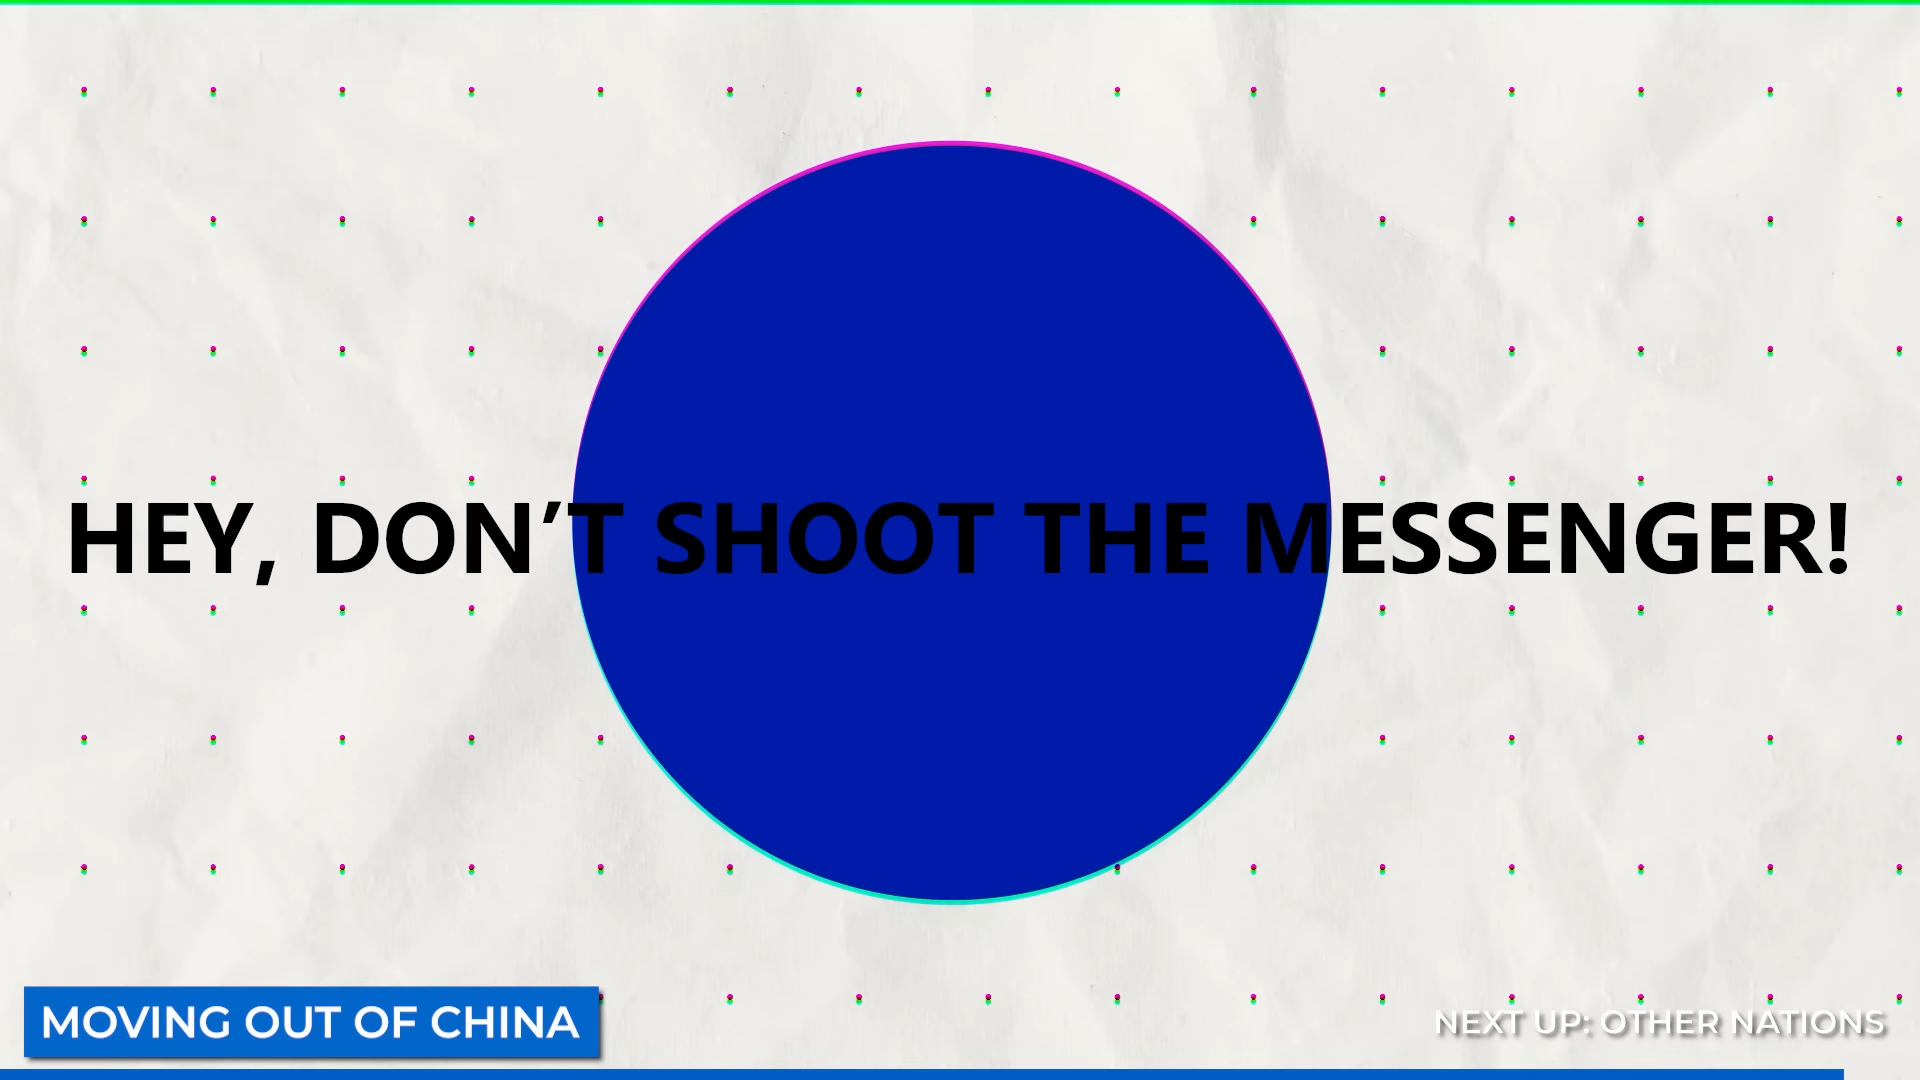 HEY, DON’T SHOOT THE MESSENGER!
MOVING OUT OF CHINA
NEXT UP: OTHER NATIONS